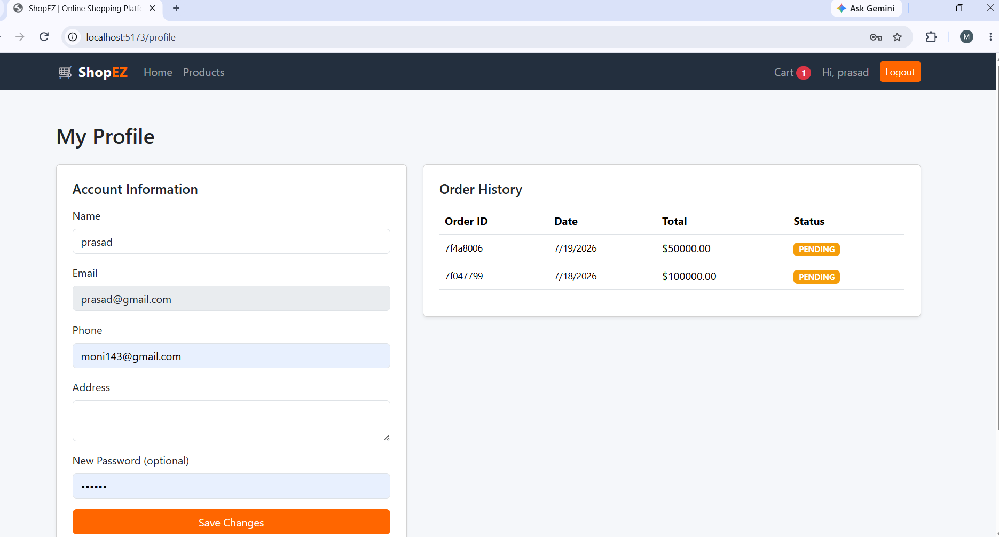 ShopEZ | Online Shopping Platfo
Ask Gemini
localhost:5173/profile
M
ShopEZ Home Products Cart 1 Hi, prasad Logout
My Profile
Account Information
Name
prasad
Email
prasad@gmail.com
Phone
moni143@gmail.com
Address
New Password (optional)
••••••
Save Changes
Order History
Order ID Date Total Status
7f4a8006 7/19/2026 $50000.00 PENDING
7f047799 7/18/2026 $100000.00 PENDING